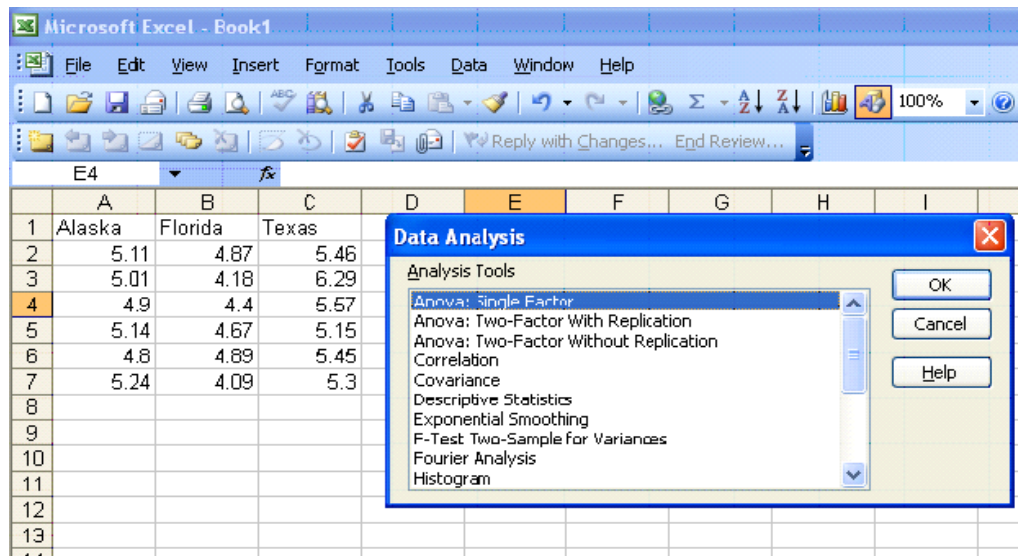 Microsoft Excel - Book1
File Edit View Insert Format Tools Data Window Help
ABC Σ A Z Z A 100% ?
Reply with Changes... End Review...
E4 fx
A B C D E F G H I
1 Alaska Florida Texas
2 5.11 4.87 5.46
3 5.01 4.18 6.29
4 4.9 4.4 5.57
5 5.14 4.67 5.15
6 4.8 4.89 5.45
7 5.24 4.09 5.3
8
9
10
11
12
13
Data Analysis
Analysis Tools
Anova: Single Factor
Anova: Two-Factor With Replication
Anova: Two-Factor Without Replication
Correlation
Covariance
Descriptive Statistics
Exponential Smoothing
F-Test Two-Sample for Variances
Fourier Analysis
Histogram
OK
Cancel
Help